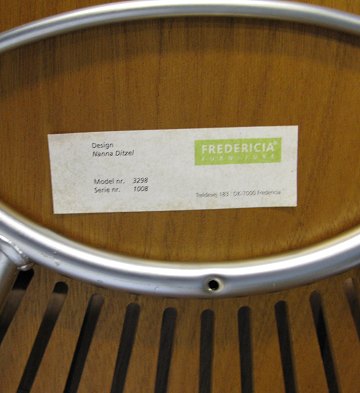 Design
Nanna Ditzel
FREDERICIA®
FURNITURE
Model nr. 3298
Serie nr. 1008
Treldevej 183 · DK-7000 Fredericia